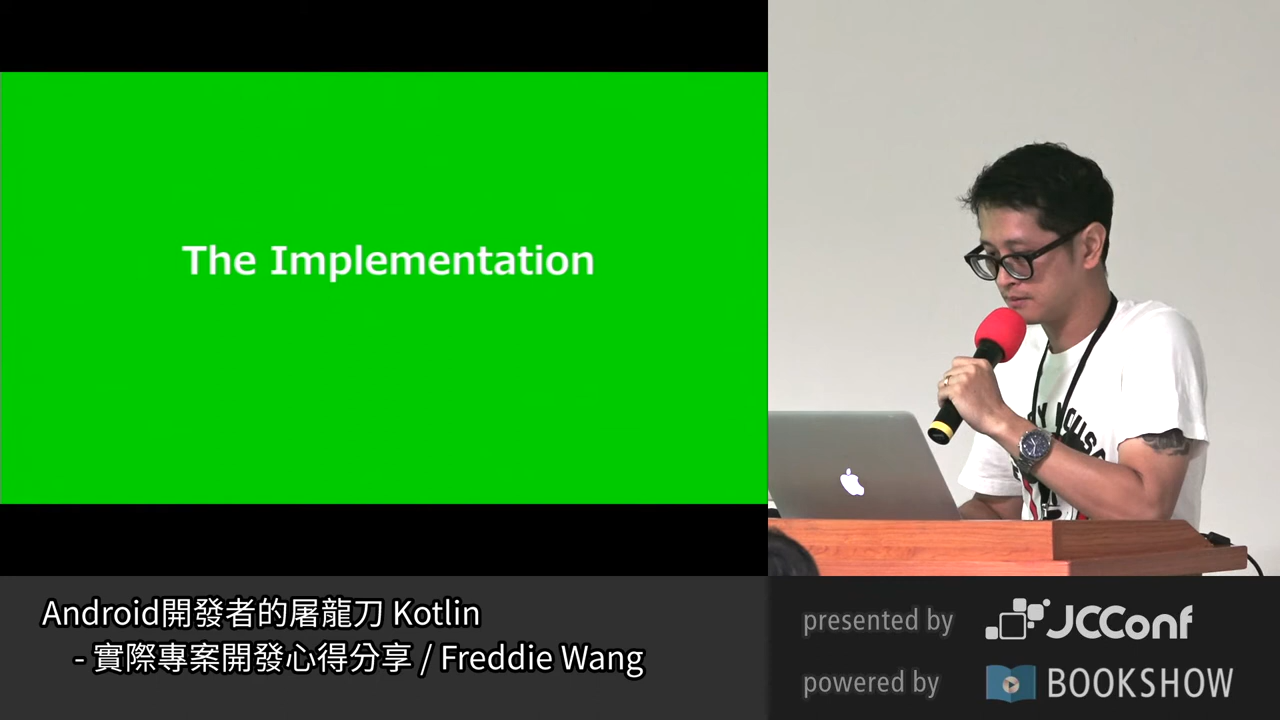 The Implementation
Android開發者的屠龍刀 Kotlin
- 實際專案開發心得分享 / Freddie Wang
presented by JCConf
powered by BOOKSHOW